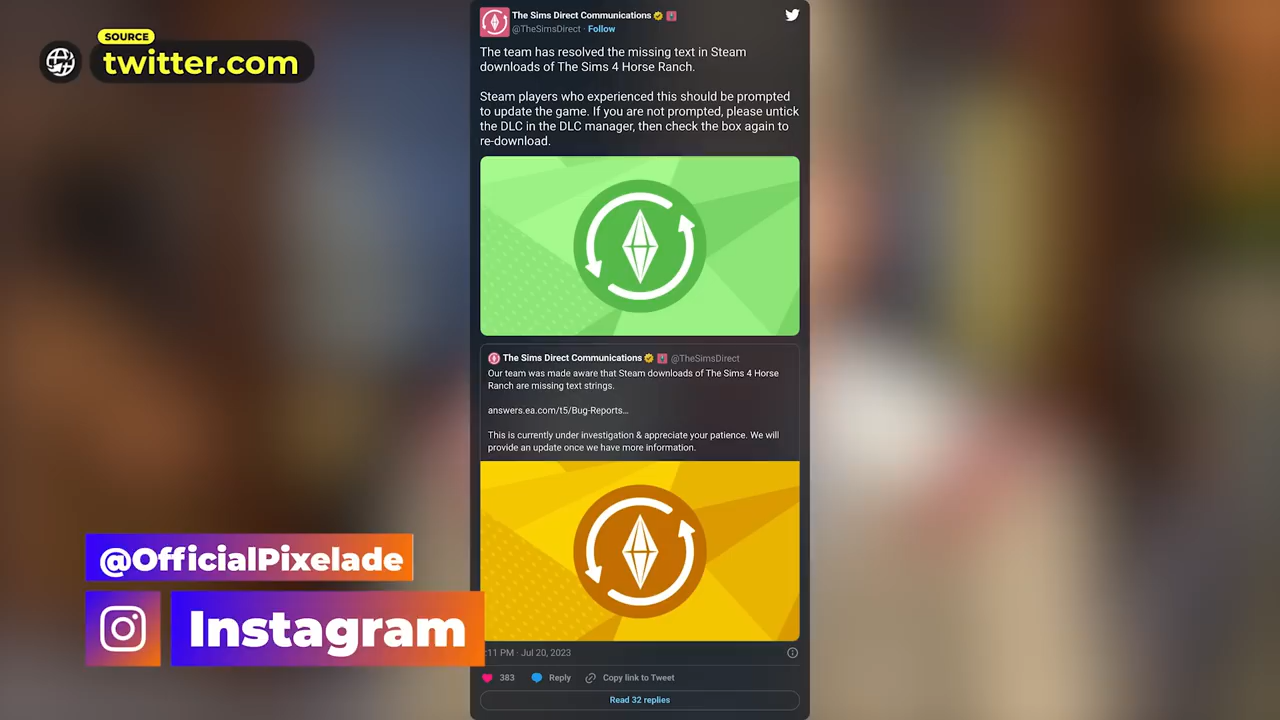 SOURCE
twitter.com
The Sims Direct Communications
@TheSimsDirect · Follow
The team has resolved the missing text in Steam
downloads of The Sims 4 Horse Ranch.
Steam players who experienced this should be prompted
to update the game. If you are not prompted, please untick
the DLC in the DLC manager, then check the box again to
re-download.
The Sims Direct Communications @TheSimsDirect
Our team was made aware that Steam downloads of The Sims 4 Horse
Ranch are missing text strings.
answers.ea.com/t5/Bug-Reports…
This is currently under investigation & appreciate your patience. We will
provide an update once we have more information.
:11 PM · Jul 20, 2023
383 Reply Copy link to Tweet
Read 32 replies
@OfficialPixelade
Instagram